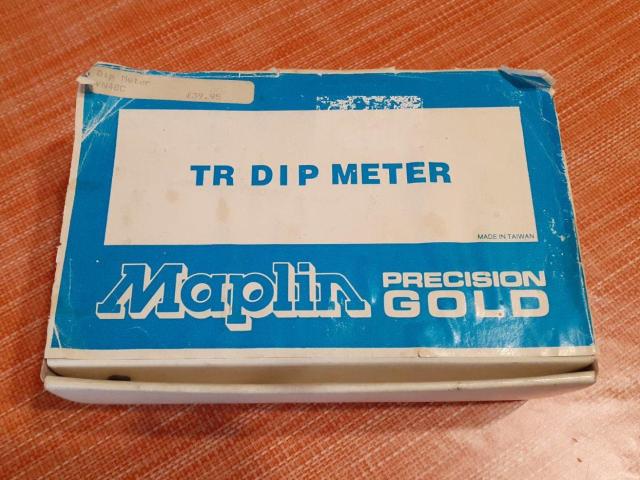 Dip Meter
£39.95
TR DIP METER
MADE IN TAIWAN
Maplin PRECISION
GOLD